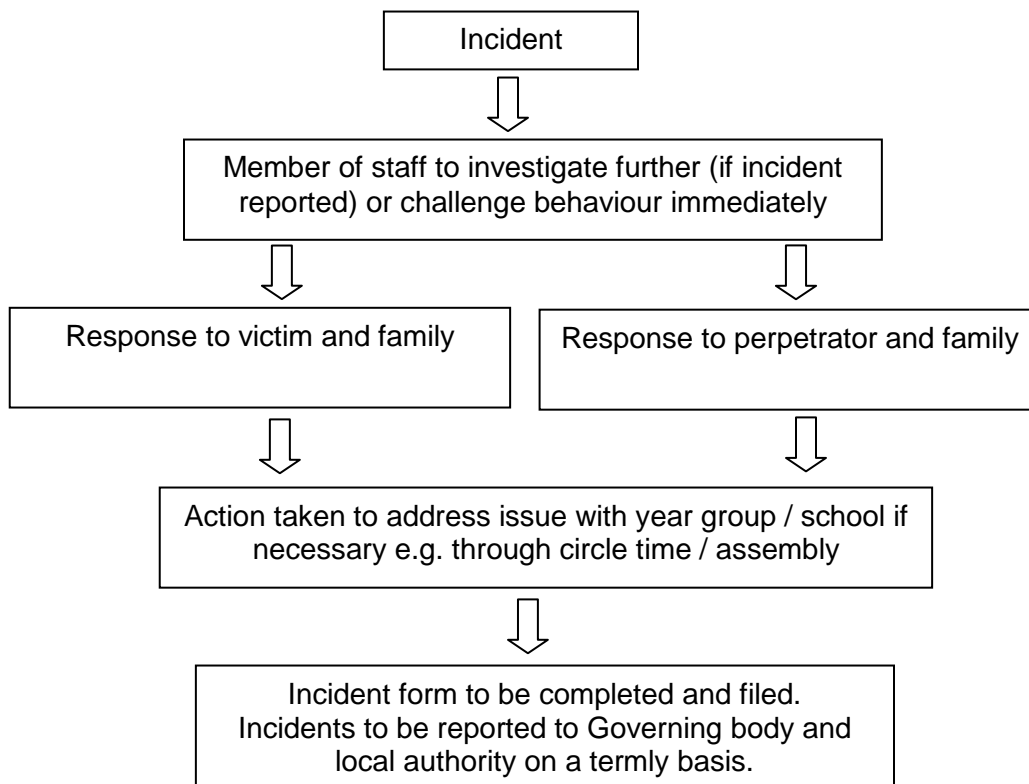 Incident
Member of staff to investigate further (if incident
reported) or challenge behaviour immediately
Response to victim and family
Response to perpetrator and family
Action taken to address issue with year group / school if
necessary e.g. through circle time / assembly
Incident form to be completed and filed.
Incidents to be reported to Governing body and
local authority on a termly basis.